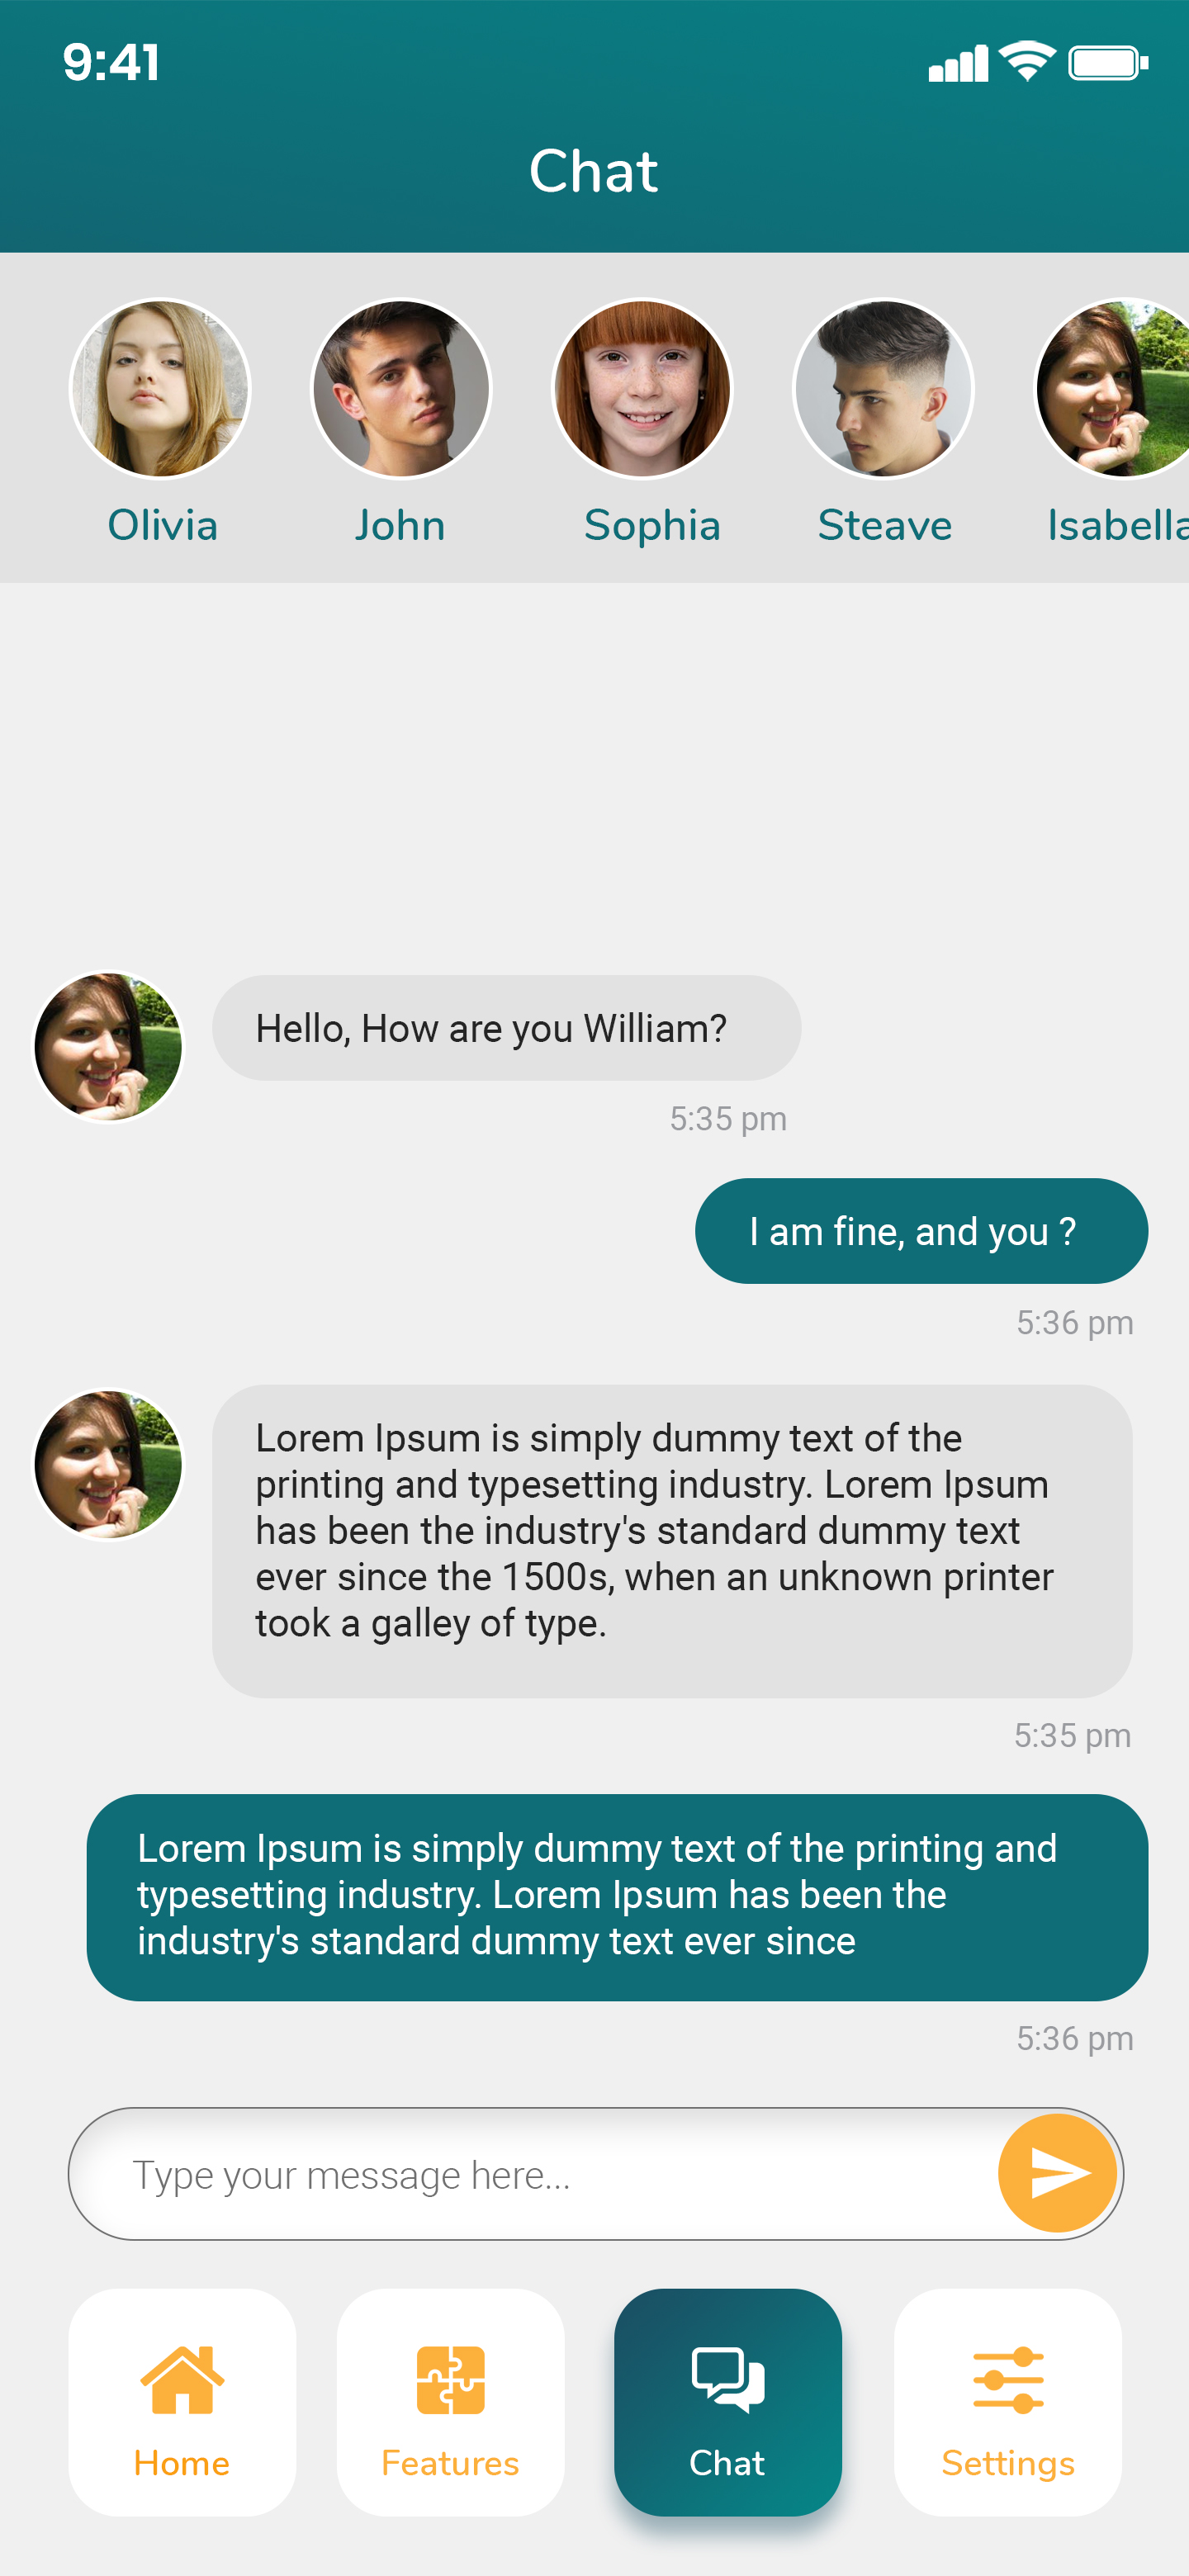 9:41
Chat
Olivia
John
Sophia
Steave
Isabella
Hello, How are you William?
5:35 pm
I am fine, and you ?
5:36 pm
Lorem Ipsum is simply dummy text of the
printing and typesetting industry. Lorem Ipsum
has been the industry's standard dummy text
ever since the 1500s, when an unknown printer
took a galley of type.
5:35 pm
Lorem Ipsum is simply dummy text of the printing and
typesetting industry. Lorem Ipsum has been the
industry's standard dummy text ever since
5:36 pm
Type your message here...
Home
Features
Chat
Settings